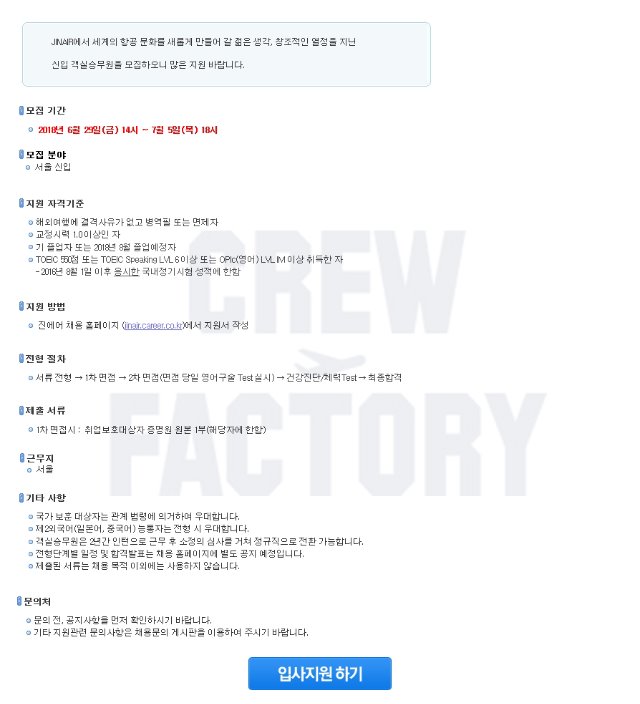 JINAIR에서 세계의 항공 문화를 새롭게 만들어 갈 젊은 생각, 창조적인 열정을 지닌
신입 객실승무원을 모집하오니 많은 지원 바랍니다.
모집 기간
2018년 6월 29일(금) 14시 ~ 7월 5일(목) 18시
모집 분야
서울 신입
지원 자격기준
해외여행에 결격사유가 없고 병역필 또는 면제자
교정시력 1.0이상인 자
기 졸업자 또는 2018년 8월 졸업예정자
TOEIC 550점 또는 TOEIC Speaking LVL 6이상 또는 OPIc(영어) LVL IM 이상 취득한 자
- 2016년 8월 1일 이후 응시한 국내정기시험 성적에 한함
지원 방법
진에어 채용 홈페이지 (jinair.career.co.kr)에서 지원서 작성
전형 절차
서류 전형 → 1차 면접 → 2차 면접(면접 당일 영어구술 Test 실시) → 건강진단/체력Test → 최종합격
제출 서류
1차 면접시 : 취업보호대상자 증명원 원본 1부(해당자에 한함)
근무지
서울
기타 사항
국가 보훈 대상자는 관계 법령에 의거하여 우대합니다.
제2외국어(일본어, 중국어) 능통자는 전형 시 우대합니다.
객실승무원은 2년간 인턴으로 근무 후 소정의 심사를 거쳐 정규직으로 전환 가능합니다.
전형단계별 일정 및 합격발표는 채용 홈페이지에 별도 공지 예정입니다.
제출된 서류는 채용 목적 이외에는 사용하지 않습니다.
문의처
문의 전, 공지사항을 먼저 확인하시기 바랍니다.
기타 지원관련 문의사항은 채용문의 게시판을 이용하여 주시기 바랍니다.
입사지원 하기
CREW
FACTORY